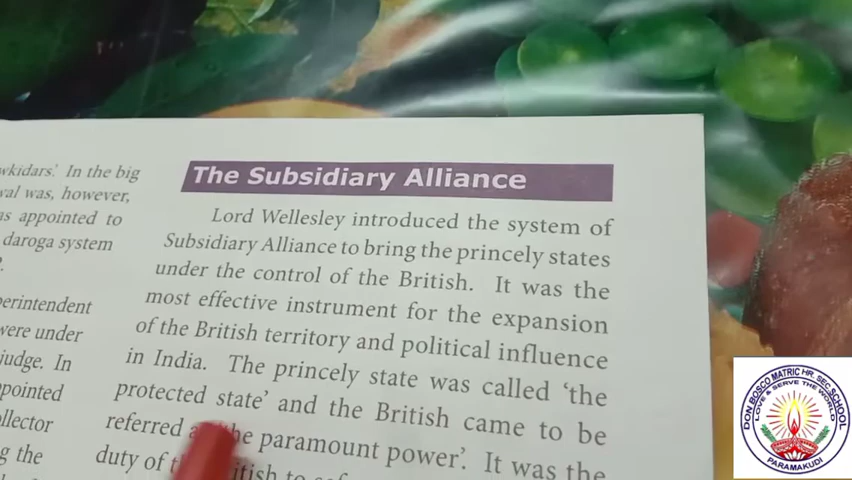 wkidars.' In the big
val was, however,
as appointed to
daroga system
perintendent
were under
judge. In
ppointed
ollector
g the
The Subsidiary Alliance
Lord Wellesley introduced the system of
Subsidiary Alliance to bring the princely states
under the control of the British. It was the
most effective instrument for the expansion
of the British territory and political influence
in India. The princely state was called ‘the
protected state’ and the British came to be
referred the paramount power’. It was the
duty of
DON BOSCO MATRIC HR. SEC. SCHOOL
LOVE & SERVE THE WORLD
PARAMAKUDI